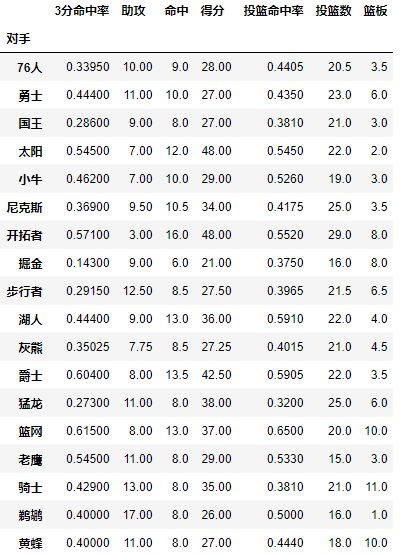 3分命中率 助攻 命中 得分 投篮命中率 投篮数 篮板
对手
76人 0.33950 10.00 9.0 28.00 0.4405 20.5 3.5
勇士 0.44400 11.00 10.0 27.00 0.4350 23.0 6.0
国王 0.28600 9.00 8.0 27.00 0.3810 21.0 3.0
太阳 0.54500 7.00 12.0 48.00 0.5450 22.0 2.0
小牛 0.46200 7.00 10.0 29.00 0.5260 19.0 3.0
尼克斯 0.36900 9.50 10.5 34.00 0.4175 25.0 3.5
开拓者 0.57100 3.00 16.0 48.00 0.5520 29.0 8.0
掘金 0.14300 9.00 6.0 21.00 0.3750 16.0 8.0
步行者 0.29150 12.50 8.5 27.50 0.3965 21.5 6.5
湖人 0.44400 9.00 13.0 36.00 0.5910 22.0 4.0
灰熊 0.35025 7.75 8.5 27.25 0.4015 21.0 4.5
爵士 0.60400 8.00 13.5 42.50 0.5905 22.0 3.5
猛龙 0.27300 11.00 8.0 38.00 0.3200 25.0 6.0
篮网 0.61500 8.00 13.0 37.00 0.6500 20.0 10.0
老鹰 0.54500 11.00 8.0 29.00 0.5330 15.0 3.0
骑士 0.42900 13.00 8.0 35.00 0.3810 21.0 11.0
鹈鹕 0.40000 17.00 8.0 26.00 0.5000 16.0 1.0
黄蜂 0.40000 11.00 8.0 27.00 0.4440 18.0 10.0